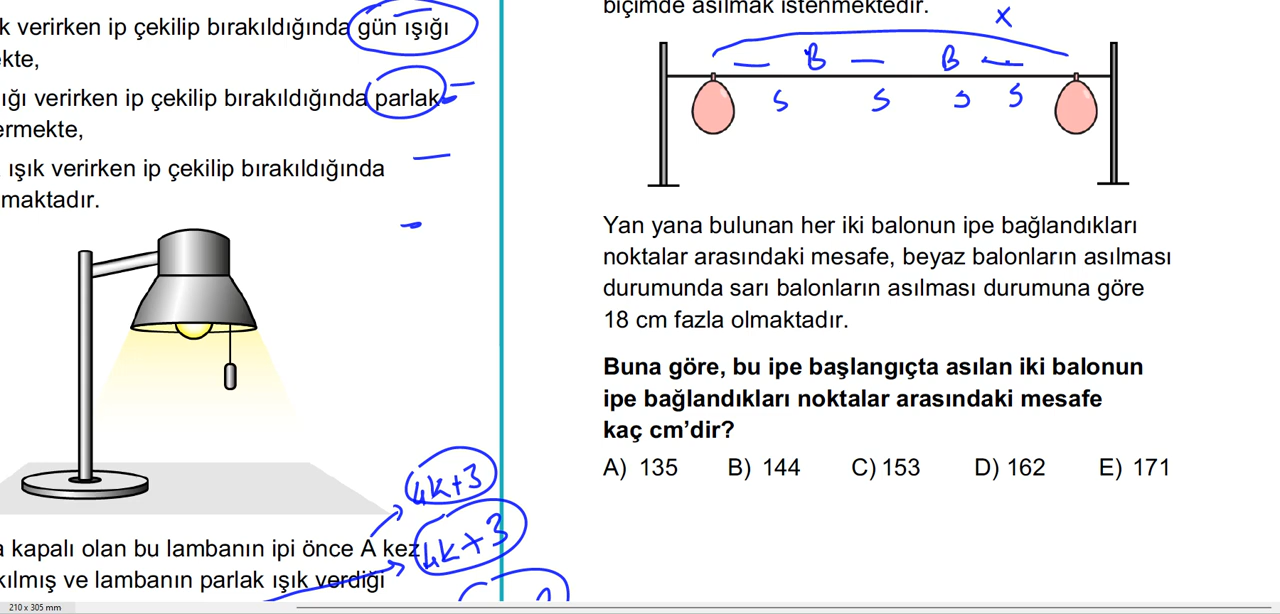 k verirken ip çekilip bırakıldığında gün ışığı
ekte,
ığı verirken ip çekilip bırakıldığında parlak
ermekte,
ışık verirken ip çekilip bırakıldığında
maktadır.
4k+3
a kapalı olan bu lambanın ipi önce A kez
4k+3
kılmış ve lambanın parlak ışık verdiği
biçimde asılmak istenmektedir.
x
B B
S S S S
Yan yana bulunan her iki balonun ipe bağlandıkları
noktalar arasındaki mesafe, beyaz balonların asılması
durumunda sarı balonların asılması durumuna göre
18 cm fazla olmaktadır.
Buna göre, bu ipe başlangıçta asılan iki balonun
ipe bağlandıkları noktalar arasındaki mesafe
kaç cm'dir?
A) 135 B) 144 C) 153 D) 162 E) 171
210 x 305 mm